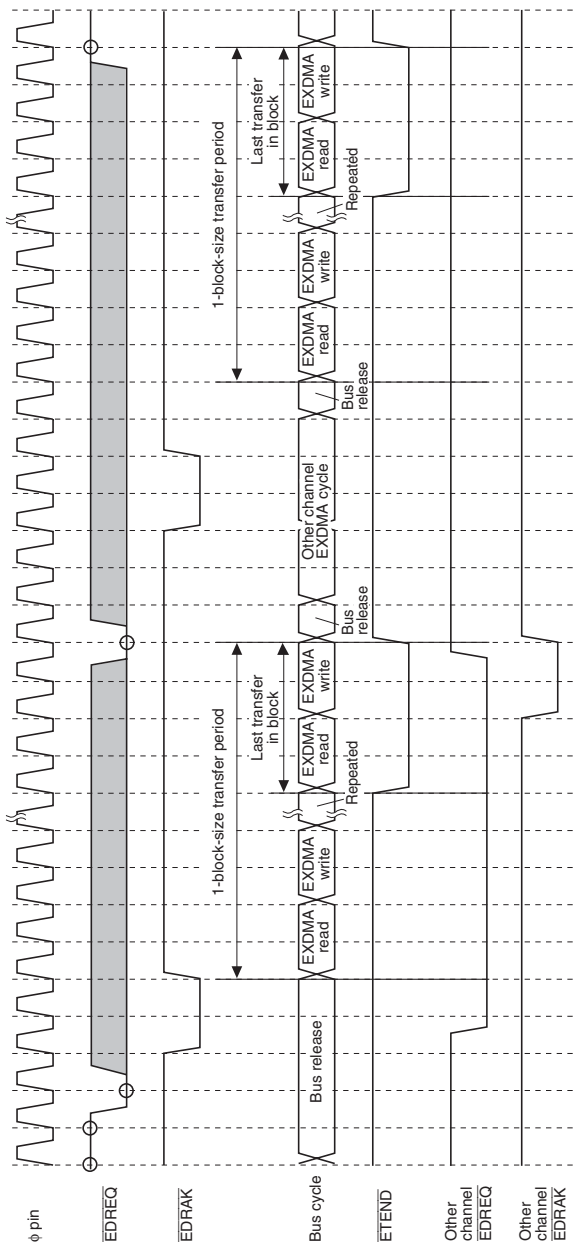 φ pin
EDREQ
EDRAK
1-block-size transfer period
Last transfer
in block
1-block-size transfer period
Last transfer
in block
Bus cycle
Bus release
EXDMA
read
EXDMA
write
Repeated
EXDMA
read
EXDMA
write
Bus
release
Other channel
EXDMA cycle
Bus
release
EXDMA
read
EXDMA
write
Repeated
EXDMA
read
EXDMA
write
ETEND
Other
channel
EDREQ
Other
channel
EDRAK